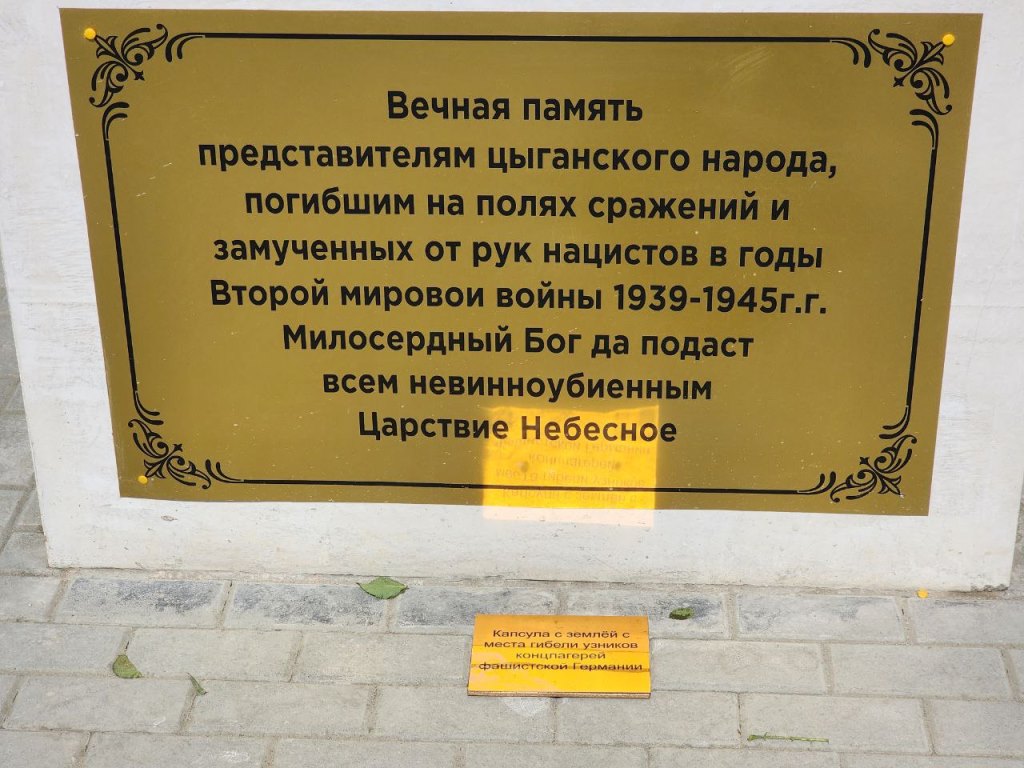 Вечная память
представителям цыганского народа,
погибшим на полях сражений и
замученных от рук нацистов в годы
Второй мировои войны 1939-1945г.г.
Милосердный Бог да подаст
всем невинноубиенным
Царствие Небесное
Капсула с землёй с
места гибели узников
концлагерей
фашистской Германии